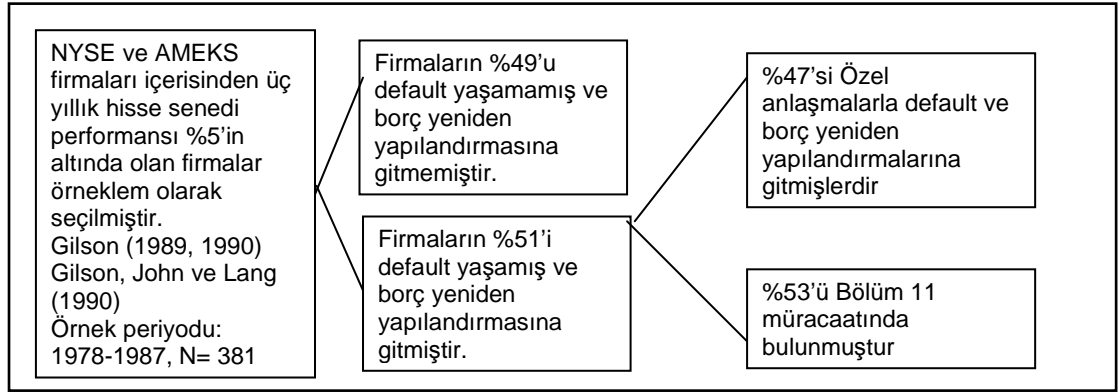 NYSE ve AMEKS
firmaları içerisinden üç
yıllık hisse senedi
performansı %5’in
altında olan firmalar
örneklem olarak
seçilmiştir.
Gilson (1989, 1990)
Gilson, John ve Lang
(1990)
Örnek periyodu:
1978-1987, N= 381
Firmaların %49’u
default yaşamamış ve
borç yeniden
yapılandırmasına
gitmemiştir.
Firmaların %51’i
default yaşamış ve
borç yeniden
yapılandırmasına
gitmiştir.
%47’si Özel
anlaşmalarla default ve
borç yeniden
yapılandırmalarına
gitmişlerdir
%53’ü Bölüm 11
müracaatında
bulunmuştur